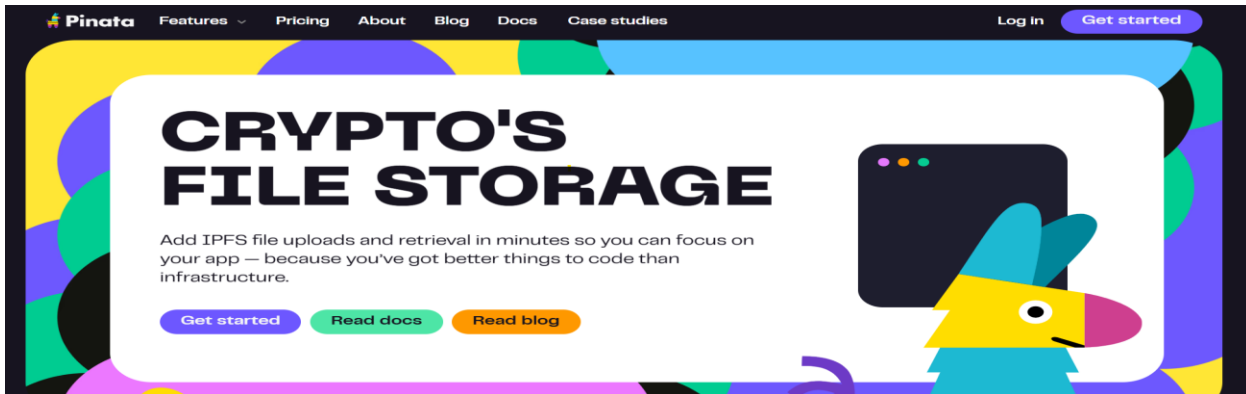 Pinata Features Pricing About Blog Docs Case studies Log in Get started
CRYPTO'S
FILE STORAGE
Add IPFS file uploads and retrieval in minutes so you can focus on
your app — because you've got better things to code than
infrastructure.
Get started Read docs Read blog